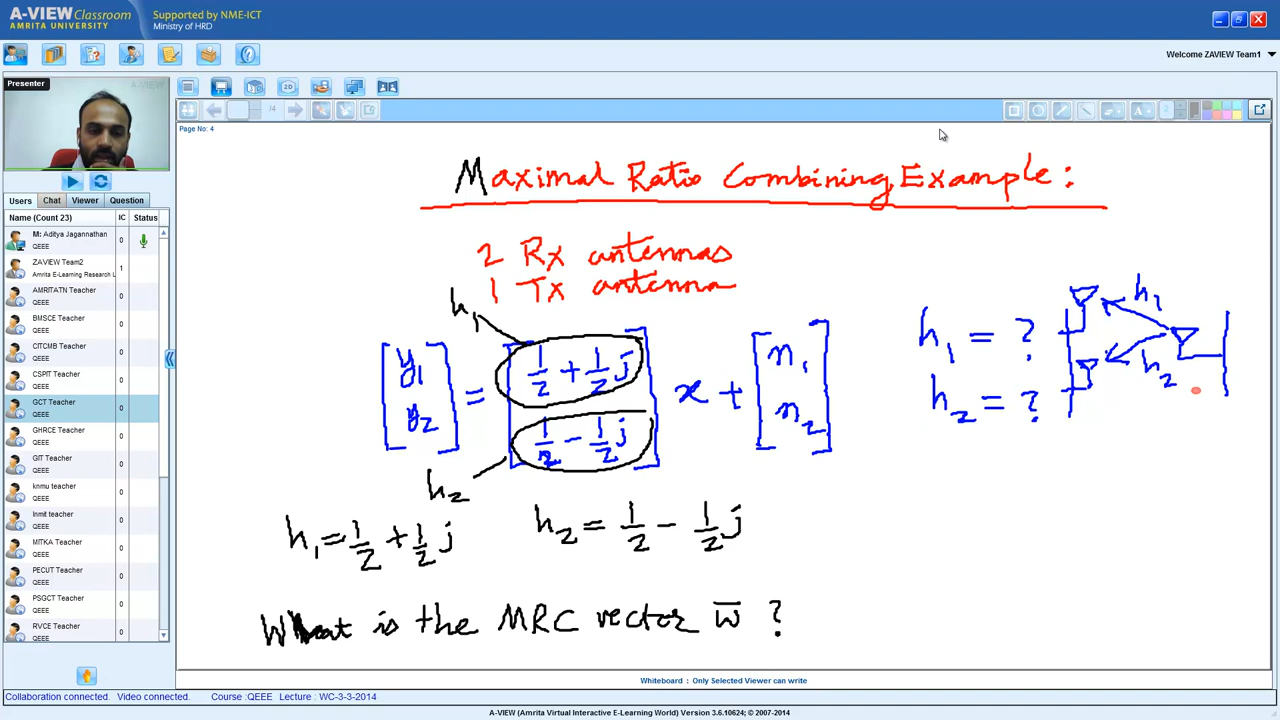 A-VIEW Classroom
AMRITA UNIVERSITY
Supported by NME-ICT
Ministry of HRD
Welcome ZAVIEW Team1
Presenter
A-VIEW
2D
/4
A
2
Page No: 4
Users Chat Viewer Question
Name (Count 23) IC Status
M: Aditya Jagannathan 0
QEEE
ZAVIEW Team2 1
Amrita E-Learning Research L
AMRITATN Teacher 0
QEEE
BMSCE Teacher 0
QEEE
CITCMB Teacher 0
QEEE
CSPIT Teacher 0
QEEE
GCT Teacher 0
QEEE
GHRCE Teacher 0
QEEE
GIT Teacher 0
QEEE
knmu Teacher 0
QEEE
lnmit teacher 0
QEEE
MITKA Teacher 0
QEEE
PECUT Teacher 0
QEEE
PSGCT Teacher 0
QEEE
RVCE Teacher 0
QEEE
Maximal Ratio Combining Example:
2 Rx antennas
1 Tx antenna
h₁
[y₁ y₂] = [1/2 + 1/2 j 1/2 - 1/2 j] x + [n₁ n₂]
h₂
h₁ = ?
h₂ = ?
h₁
h₂
h₁ = 1/2 + 1/2 j h₂ = 1/2 - 1/2 j
What is the MRC vector w̅ ?
Whiteboard : Only Selected Viewer can write
Collaboration connected. Video connected. Course :QEEE Lecture : WC-3-3-2014
A-VIEW (Amrita Virtual Interactive E-Learning World) Version 3.6.10624; © 2007-2014